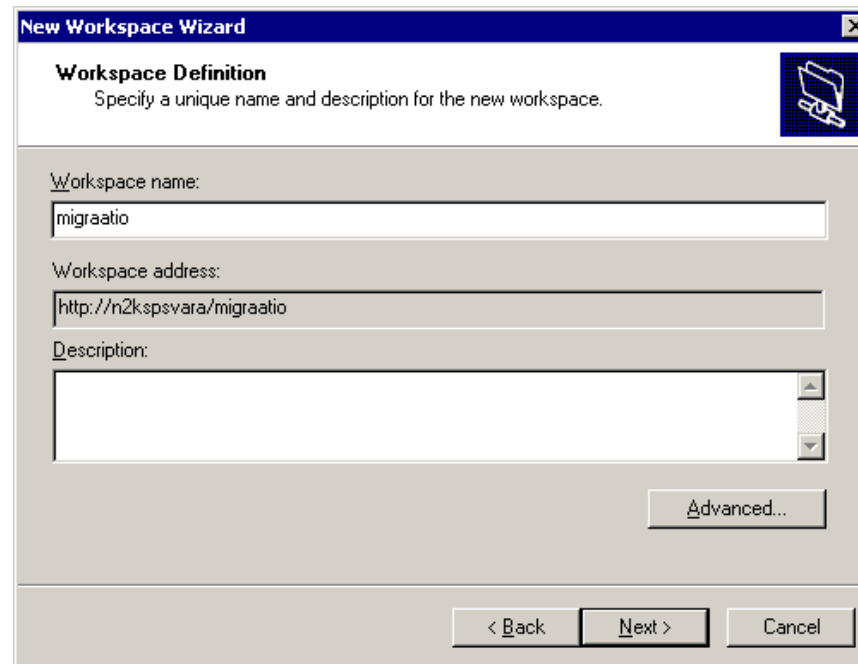 New Workspace Wizard
Workspace Definition
Specify a unique name and description for the new workspace.
Workspace name:
migraatio
Workspace address:
http://n2kspsvara/migraatio
Description:
Advanced...
< Back Next > Cancel